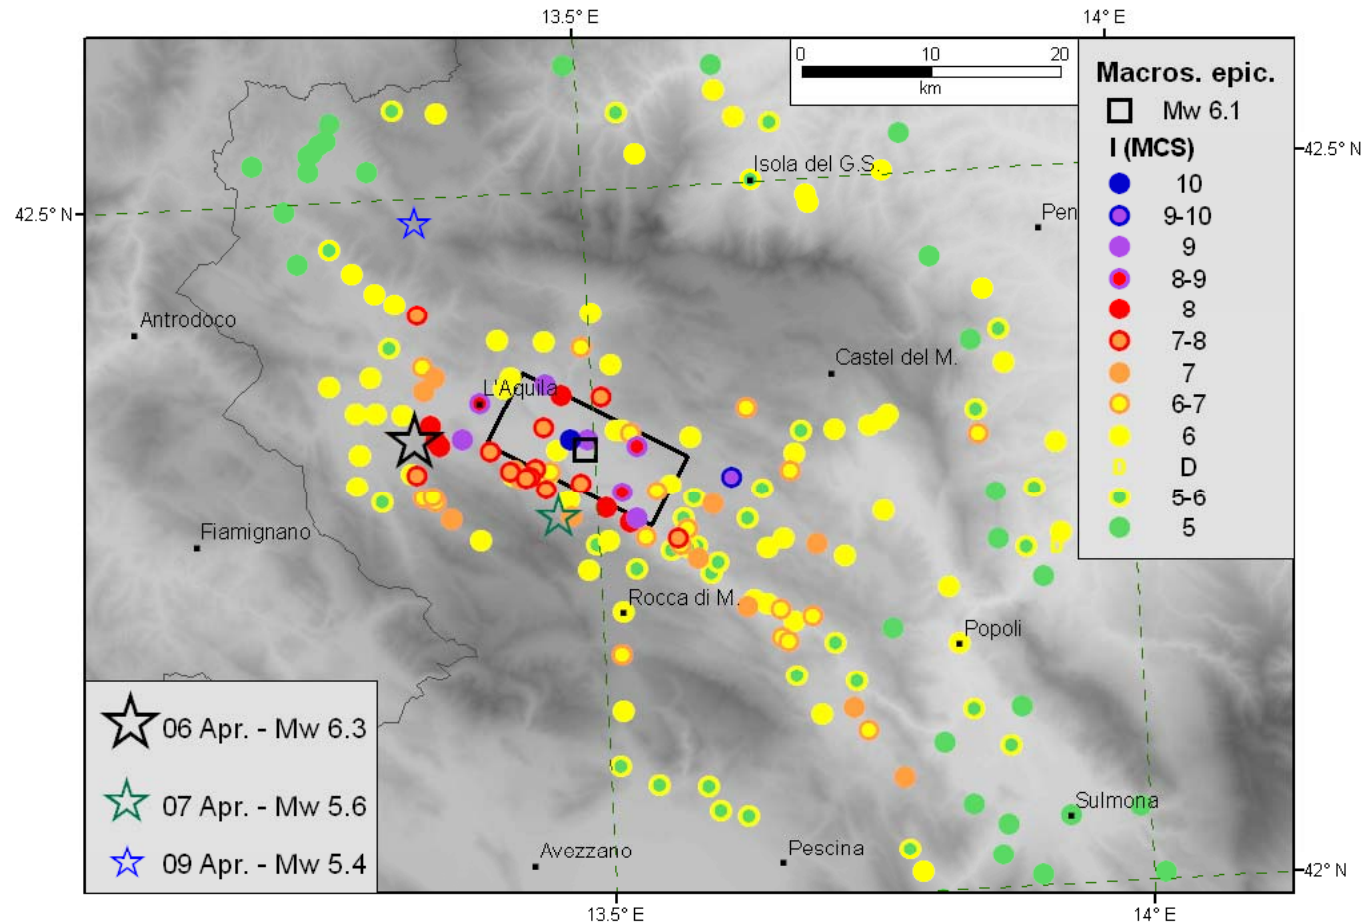 13.5° E
14° E
0 10 20
km
Macros. epic.
Mw 6.1
I (MCS)
10
9-10
9
8-9
8
7-8
7
6-7
6
D D
5-6
5
42.5° N
42.5° N
Isola del G.S.
Pen
Antrodoco
Castel del M.
L'Aquila
Fiamignano
D
Rocca di M.
Popoli
06 Apr. - Mw 6.3
07 Apr. - Mw 5.6
09 Apr. - Mw 5.4
Sulmona
Avezzano
Pescina
42° N
13.5° E
14° E